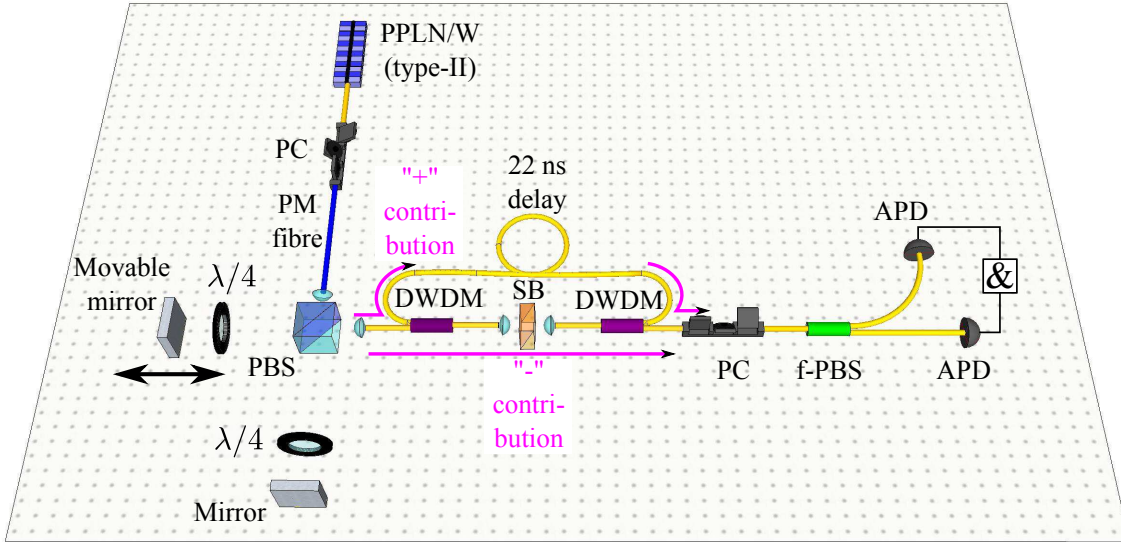 PPLN/W
(type-II)
PC
PM
fibre
"+"
contri-
bution
22 ns
delay
APD
&
Movable
mirror
λ/4
DWDM
SB
DWDM
PBS
"-"
contri-
bution
PC
f-PBS
APD
λ/4
Mirror